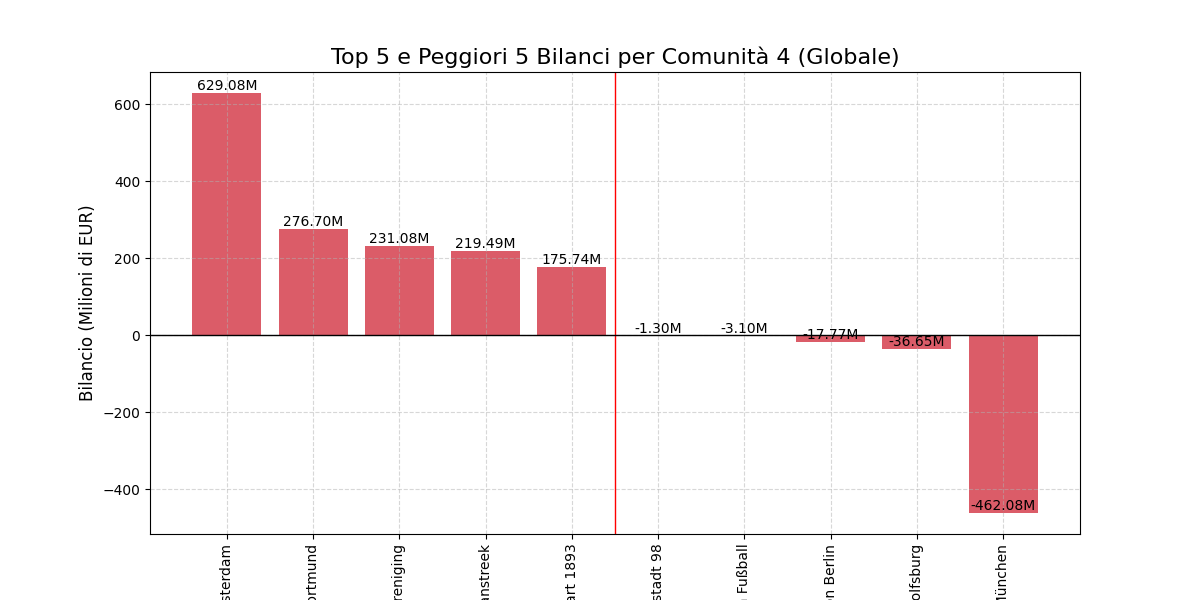 Top 5 e Peggiori 5 Bilanci per Comunità 4 (Globale)
Bilancio (Milioni di EUR)
600
400
200
0
−200
−400
629.08M
276.70M
231.08M
219.49M
175.74M
-1.30M
-3.10M
-17.77M
-36.65M
-462.08M
sterdam
ortmund
reniging
anstreek
art 1893
stadt 98
Fußball
n Berlin
olfsburg
München